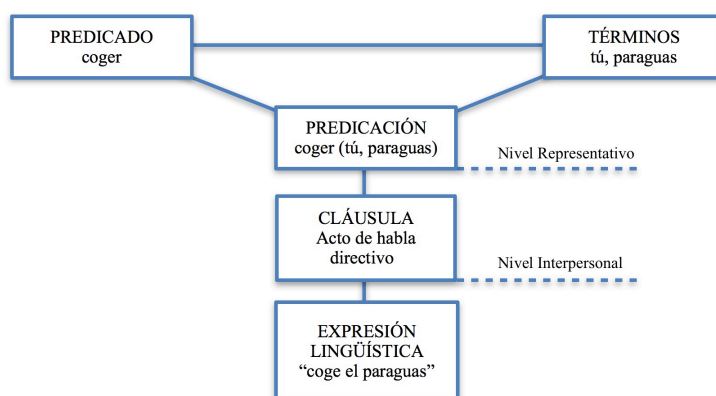 PREDICADO
coger
TÉRMINOS
tú, paraguas
PREDICACIÓN
coger (tú, paraguas)
Nivel Representativo
CLÁUSULA
Acto de habla
directivo
Nivel Interpersonal
EXPRESIÓN
LINGÜÍSTICA
“coge el paraguas”